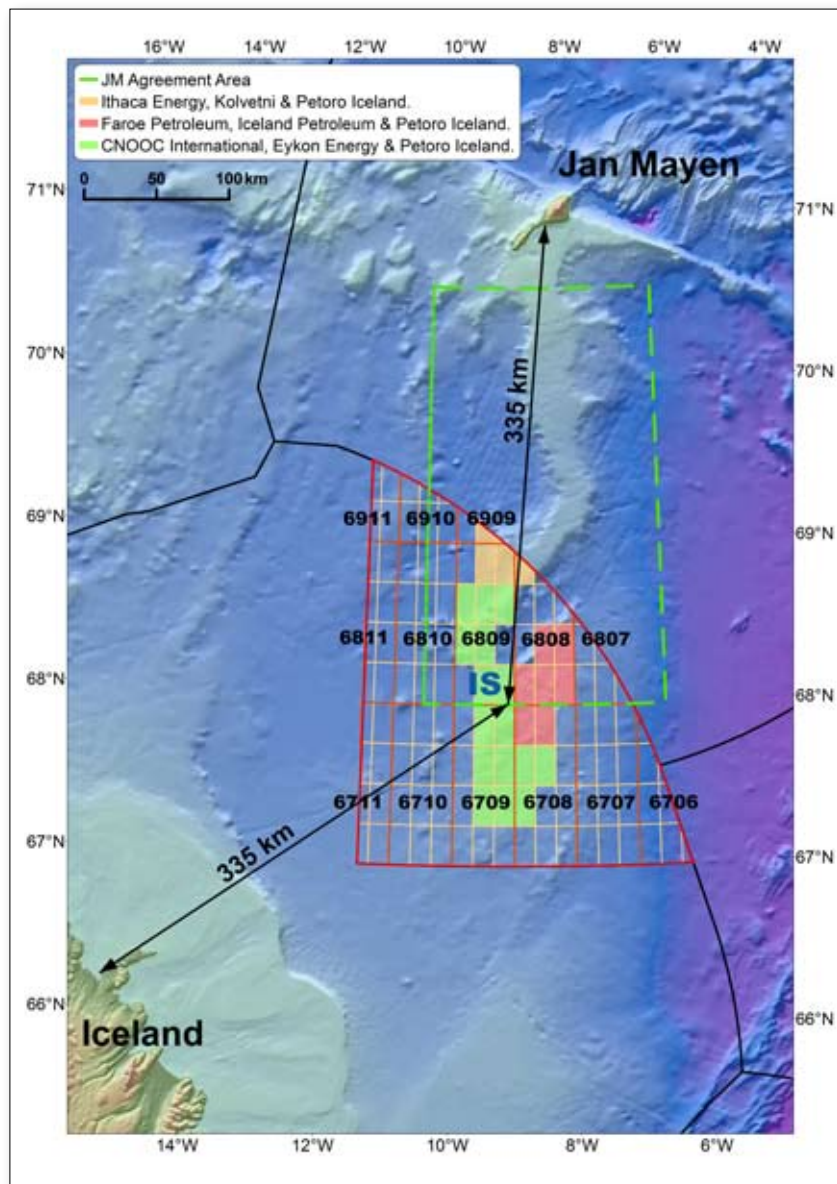 16°W 14°W 12°W 10°W 8°W 6°W 4°W
JM Agreement Area
Ithaca Energy, Kolvetni & Petoro Iceland.
Faroe Petroleum, Iceland Petroleum & Petoro Iceland.
CNOOC International, Eykon Energy & Petoro Iceland.
Jan Mayen
71°N 71°N
0 50 100 km
70°N 70°N
335 km
69°N 69°N
6911 6910 6909
6811 6810 6809 6808 6807
68°N 68°N
IS
6711 6710 6709 6708 6707 6706
67°N 67°N
335 km
66°N 66°N
Iceland
14°W 12°W 10°W 8°W 6°W